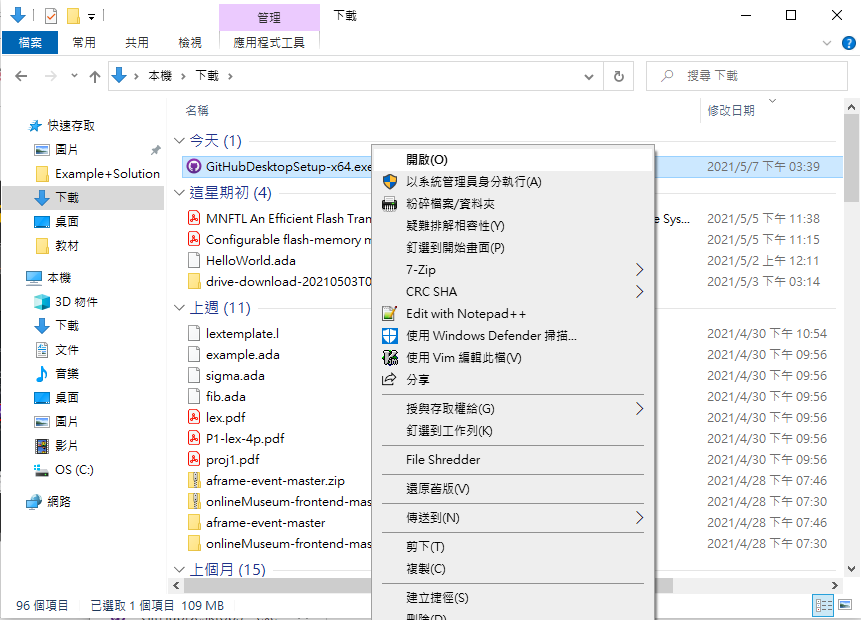 管理
下載
檔案
常用
共用
檢視
應用程式工具
本機
下載
搜尋 下載
名稱
修改日期
快速存取
圖片
Example+Solution
下載
桌面
教材
本機
3D 物件
下載
文件
音樂
桌面
圖片
影片
OS (C:)
網路
今天 (1)
GitHubDesktopSetup-x64.exe
2021/5/7 下午 03:39
這星期初 (4)
MNFTL An Efficient Flash Tran
e Sys...
2021/5/5 下午 11:38
Configurable flash-memory m
2021/5/5 下午 11:15
HelloWorld.ada
2021/5/2 上午 12:11
drive-download-20210503T0
2021/5/3 下午 03:14
上週 (11)
lextemplate.l
2021/4/30 下午 10:54
example.ada
2021/4/30 下午 09:56
sigma.ada
2021/4/30 下午 09:56
fib.ada
2021/4/30 下午 09:56
lex.pdf
2021/4/30 下午 09:56
P1-lex-4p.pdf
2021/4/30 下午 09:56
proj1.pdf
2021/4/30 下午 09:56
aframe-event-master.zip
2021/4/28 下午 07:46
onlineMuseum-frontend-mas
2021/4/28 下午 07:30
aframe-event-master
2021/4/28 下午 07:46
onlineMuseum-frontend-mas
2021/4/28 下午 07:30
上個月 (15)
開啟(O)
以系統管理員身分執行(A)
粉碎檔案/資料夾
疑難排解相容性(Y)
釘選到開始畫面(P)
7-Zip
CRC SHA
Edit with Notepad++
使用 Windows Defender 掃描...
使用 Vim 編輯此檔(V)
分享
授與存取權給(G)
釘選到工作列(K)
File Shredder
還原舊版(V)
傳送到(N)
剪下(T)
複製(C)
建立捷徑(S)
刪除(D)
96 個項目
已選取 1 個項目 109 MB